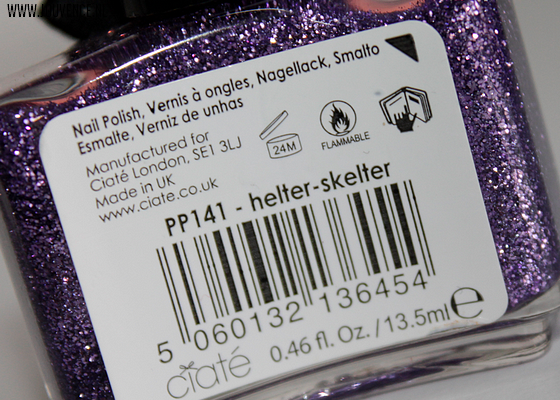 Nail Polish, Vernis à ongles, Nagellack, Smalto
Esmalte, Verniz de unhas
Manufactured for
Ciaté London, SE1 3LJ
Made in UK
www.ciate.co.uk
24M
FLAMMABLE
PP141 - helter-skelter
5 060132 136454
ciaté
0.46 fl. Oz. / 13.5ml e